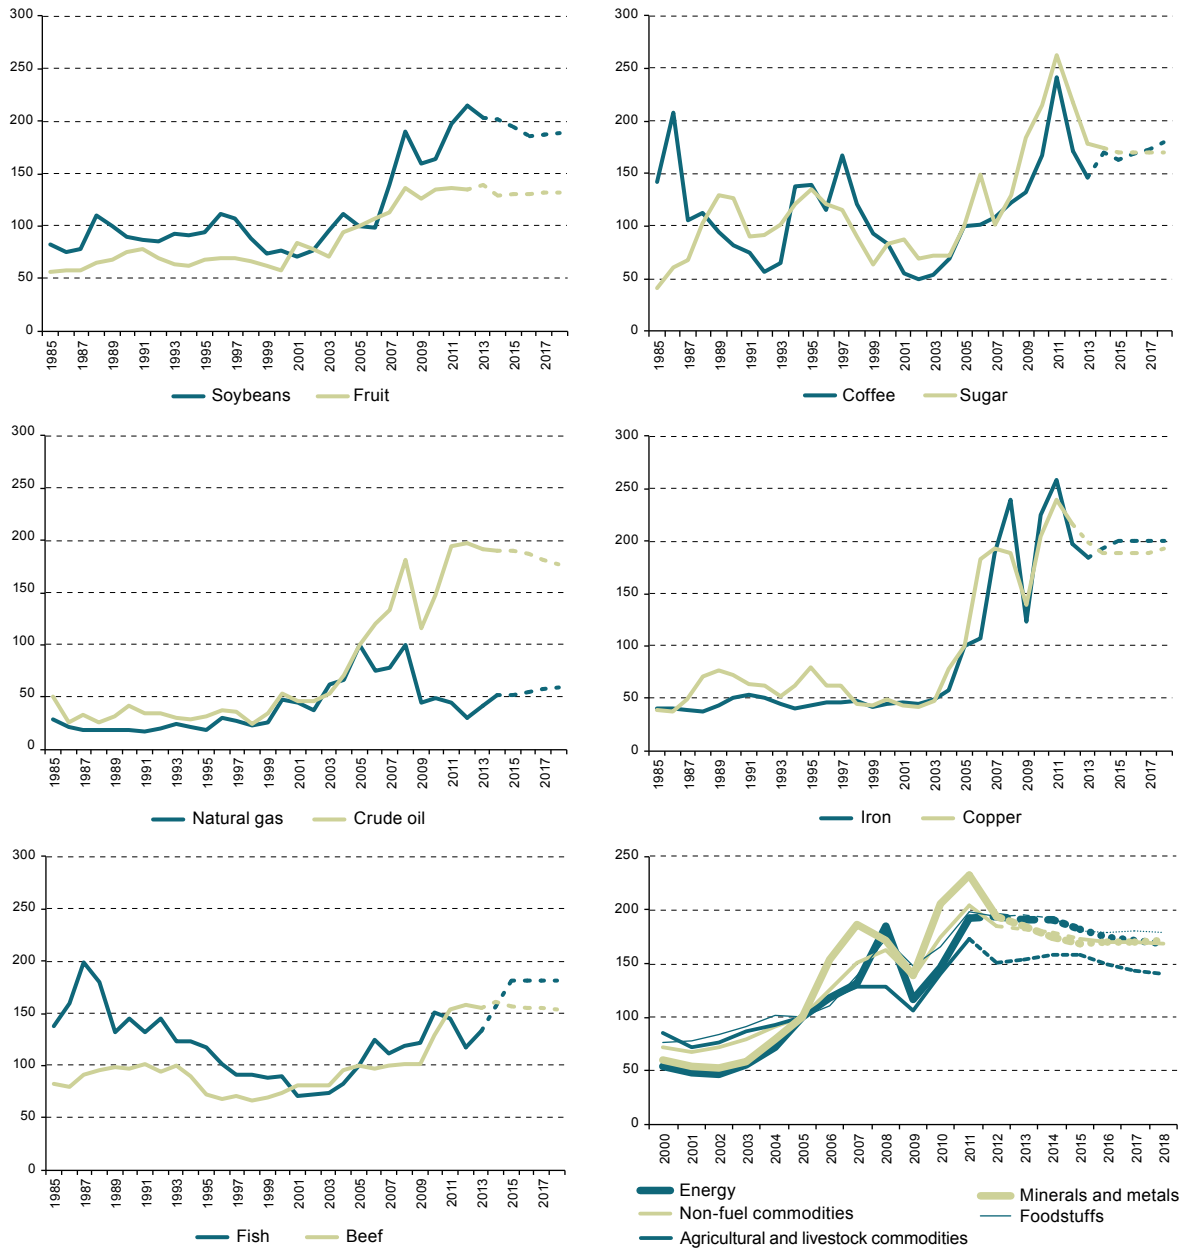 300
250
200
150
100
50
0
1985 1987 1989 1991 1993 1995 1997 1999 2001 2003 2005 2007 2009 2011 2013 2015 2017
Soybeans Fruit
300
250
200
150
100
50
0
1985 1987 1989 1991 1993 1995 1997 1999 2001 2003 2005 2007 2009 2011 2013 2015 2017
Coffee Sugar
300
250
200
150
100
50
0
1985 1987 1989 1991 1993 1995 1997 1999 2001 2003 2005 2007 2009 2011 2013 2015 2017
Natural gas Crude oil
300
250
200
150
100
50
0
1985 1987 1989 1991 1993 1995 1997 1999 2001 2003 2005 2007 2009 2011 2013 2015 2017
Iron Copper
300
250
200
150
100
50
0
1985 1987 1989 1991 1993 1995 1997 1999 2001 2003 2005 2007 2009 2011 2013 2015 2017
Fish Beef
250
200
150
100
50
0
2000 2001 2002 2003 2004 2005 2006 2007 2008 2009 2010 2011 2012 2013 2014 2015 2016 2017 2018
Energy Minerals and metals
Non-fuel commodities Foodstuffs
Agricultural and livestock commodities